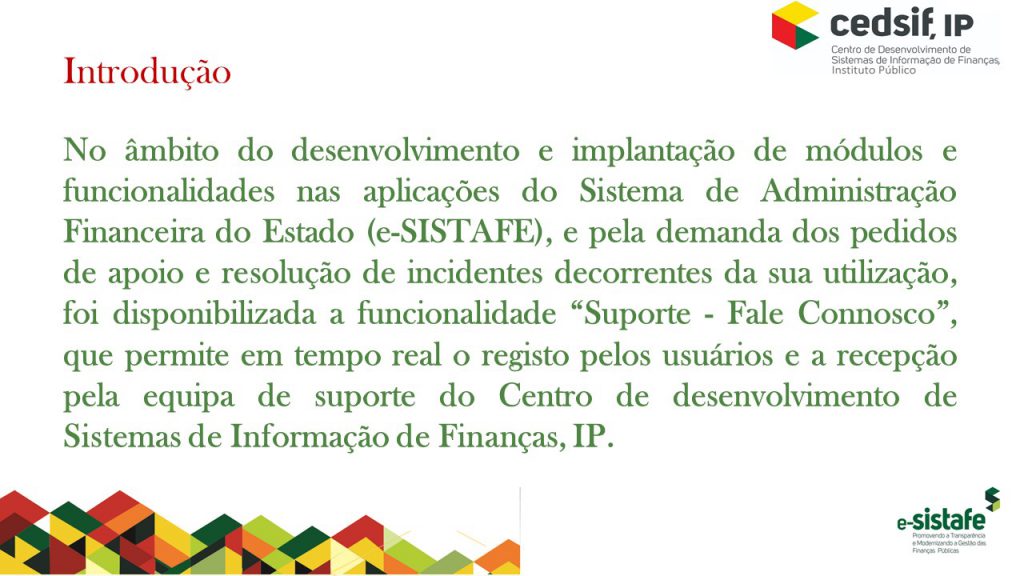 cedsif, IP
Centro de Desenvolvimento de
Sistemas de Informação de Finanças,
Instituto Público
Introdução
No âmbito do desenvolvimento e implantação de módulos e
funcionalidades nas aplicações do Sistema de Administração
Financeira do Estado (e-SISTAFE), e pela demanda dos pedidos
de apoio e resolução de incidentes decorrentes da sua utilização,
foi disponibilizada a funcionalidade “Suporte - Fale Connosco”,
que permite em tempo real o registo pelos usuários e a recepção
pela equipa de suporte do Centro de desenvolvimento de
Sistemas de Informação de Finanças, IP.
e-sistafe
Promovendo a Transparência
e Modernizando a Gestão das
Finanças Públicas